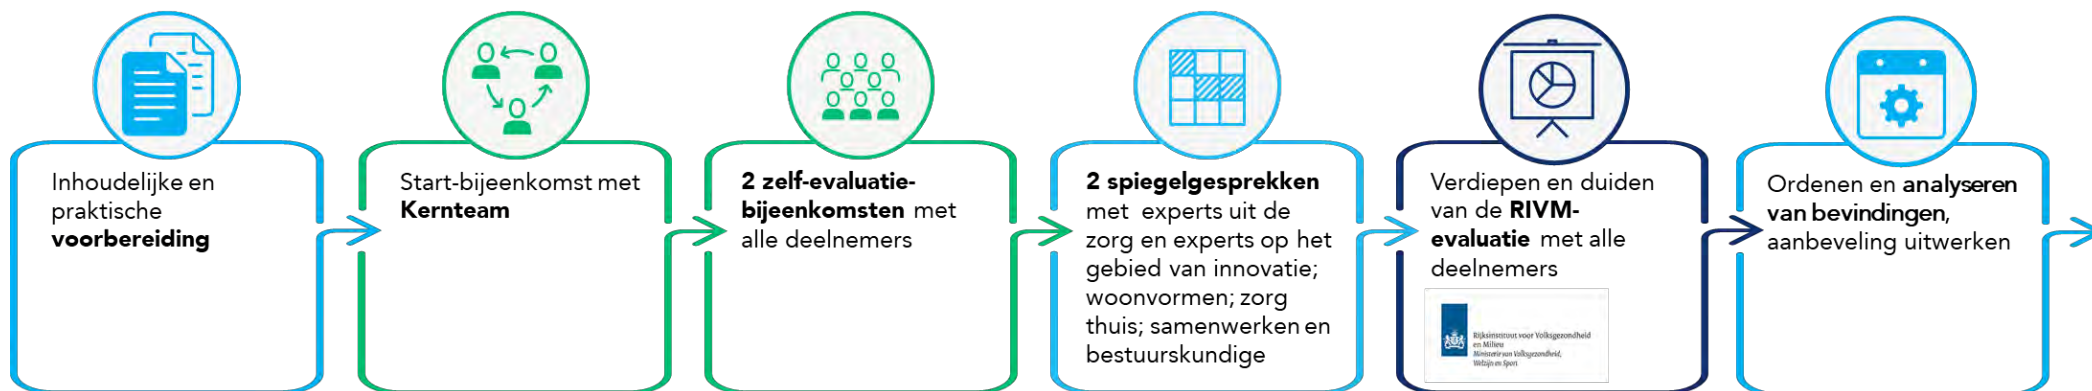 Inhoudelijke en
praktische
voorbereiding
Start-bijeenkomst met
Kernteam
2 zelf-evaluatie-
bijeenkomsten met
alle deelnemers
2 spiegelgesprekken
met experts uit de
zorg en experts op het
gebied van innovatie;
woonvormen; zorg
thuis; samenwerken en
bestuurskundige
Verdiepen en duiden
van de RIVM-
evaluatie met alle
deelnemers
Rijksinstituut voor Volksgezondheid
en Milieu
Ministerie van Volksgezondheid,
Welzijn en Sport
Ordenen en analyseren
van bevindingen,
aanbeveling uitwerken